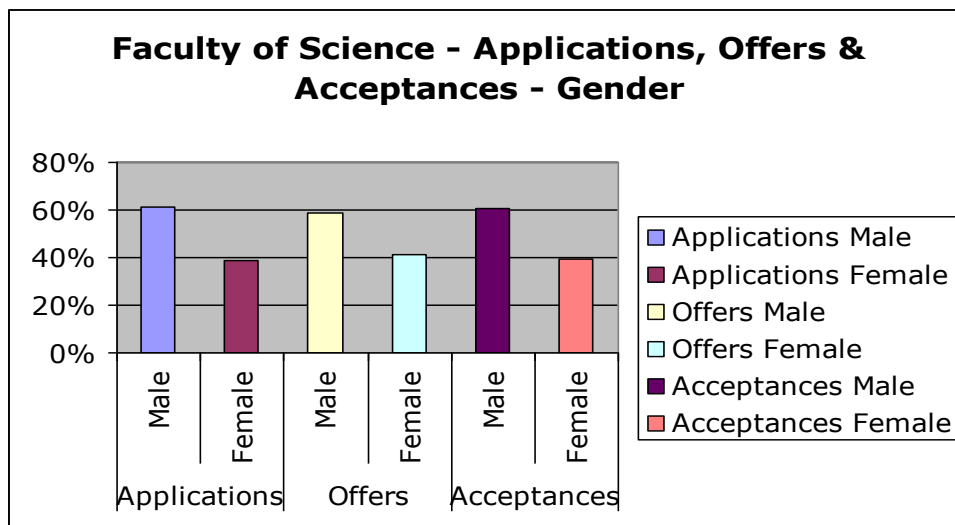 Faculty of Science - Applications, Offers &
Acceptances - Gender
80%
60%
40%
20%
0%
Male
Female
Male
Female
Male
Female
Applications
Offers
Acceptances
Applications Male
Applications Female
Offers Male
Offers Female
Acceptances Male
Acceptances Female